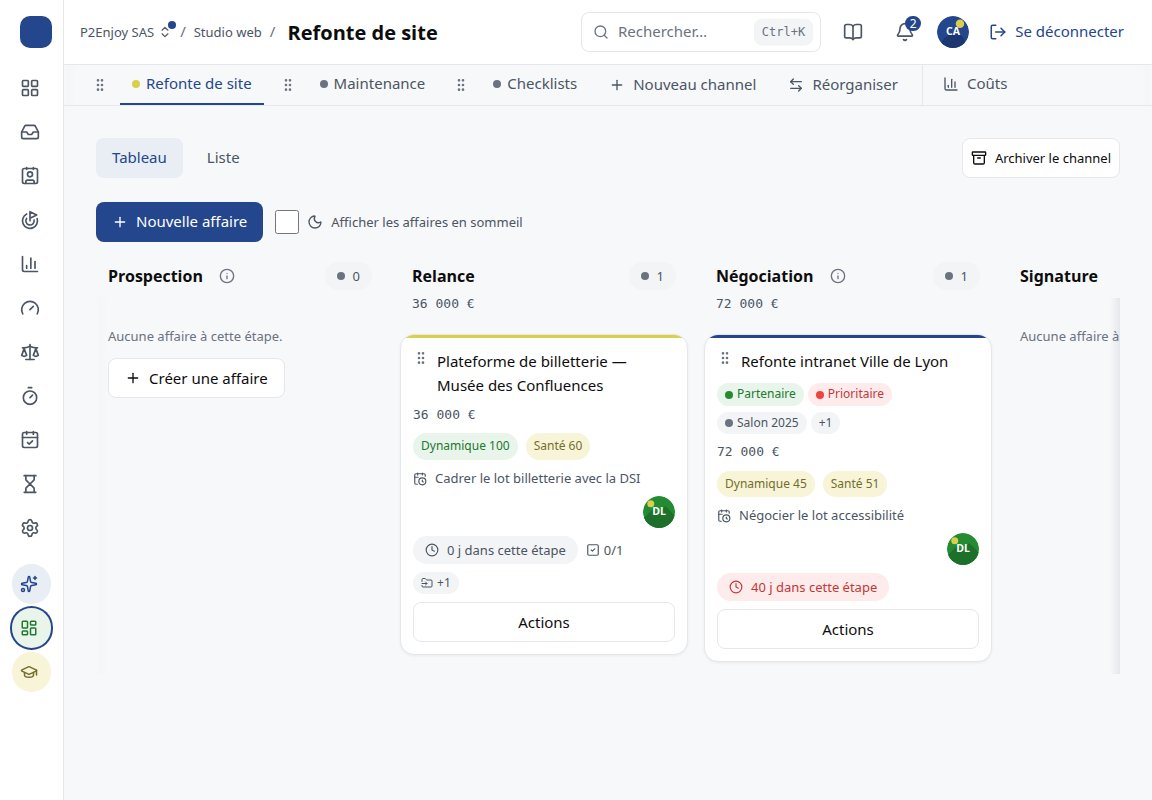 P2Enjoy SAS / Studio web / Refonte de site
Rechercher... Ctrl+K
2
CA
Se déconnecter
Refonte de site
Maintenance
Checklists
Nouveau channel
Réorganiser
Coûts
Tableau
Liste
Archiver le channel
Nouvelle affaire
Afficher les affaires en sommeil
Prospection
0
Aucune affaire à cette étape.
Créer une affaire
Relance
1
36 000 €
Plateforme de billetterie —
Musée des Confluences
36 000 €
Dynamique 100
Santé 60
Cadrer le lot billetterie avec la DSI
DL
0 j dans cette étape
0/1
+1
Actions
Négociation
1
72 000 €
Refonte intranet Ville de Lyon
Partenaire
Prioritaire
Salon 2025
+1
72 000 €
Dynamique 45
Santé 51
Négocier le lot accessibilité
DL
40 j dans cette étape
Actions
Signature
Aucune affaire à